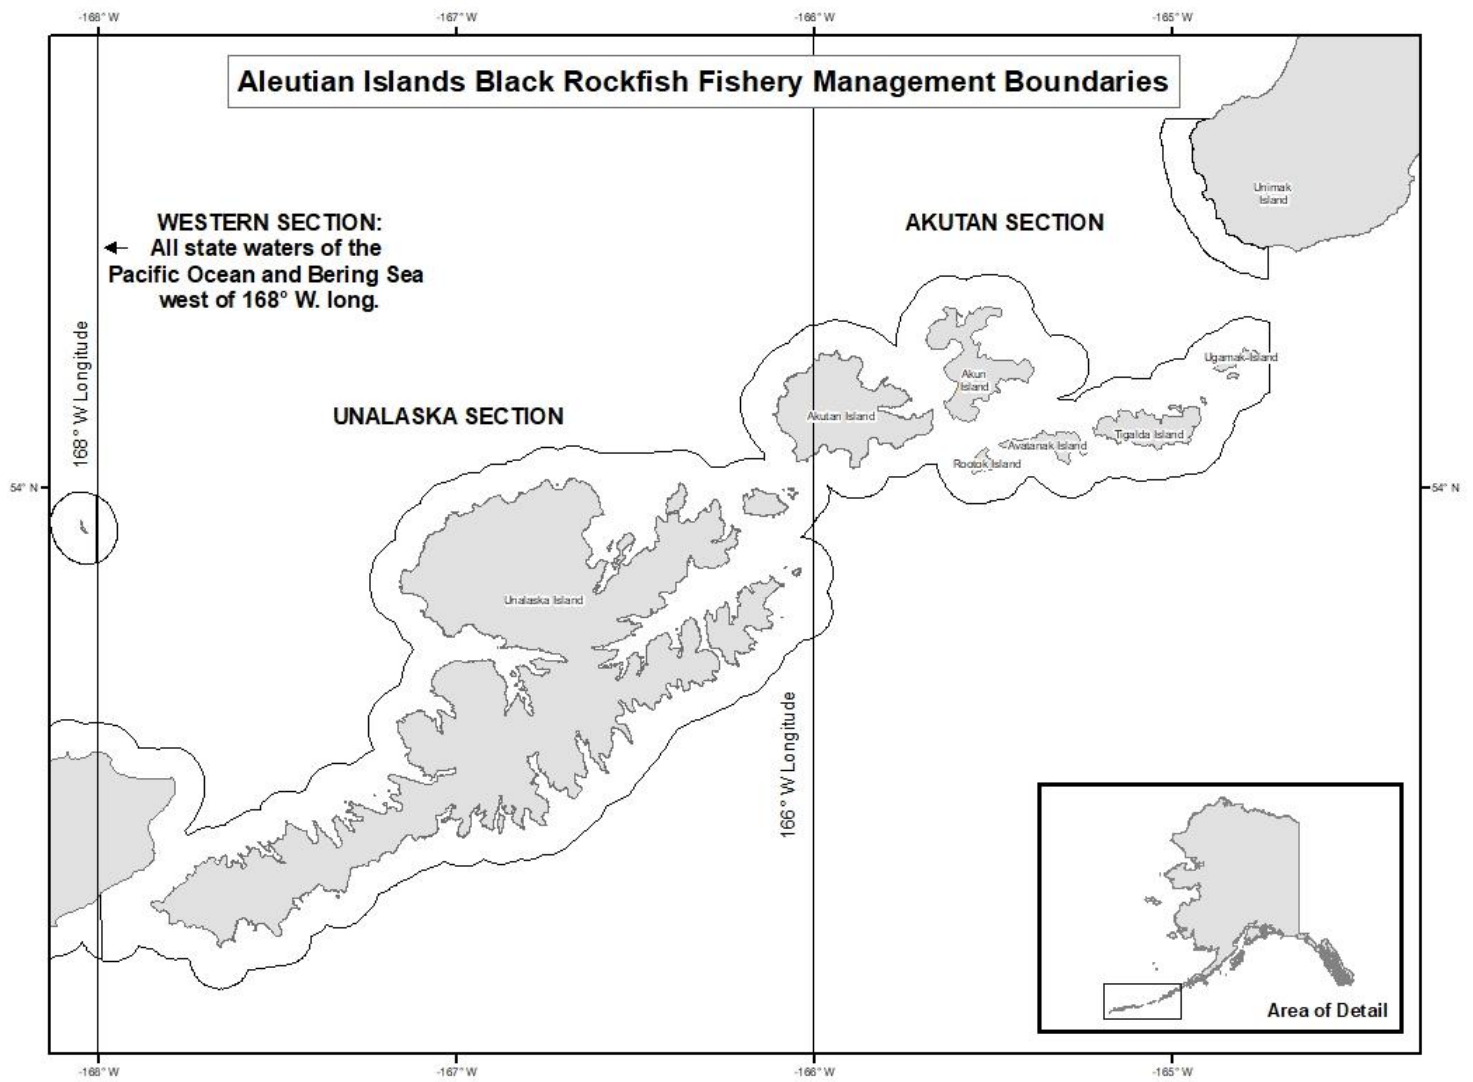 -168° W
-167° W
-166° W
-165° W
Aleutian Islands Black Rockfish Fishery Management Boundaries
Unimak
Island
WESTERN SECTION:
All state waters of the
Pacific Ocean and Bering Sea
west of 168° W. long.
AKUTAN SECTION
168° W Longitude
Ugamak Island
Akun
Island
UNALASKA SECTION
Akutan Island
Tigalda Island
Avatanak Island
Rootok Island
54° N
54° N
Unalaska Island
166° W Longitude
Area of Detail
-168° W
-167° W
-166° W
-165° W